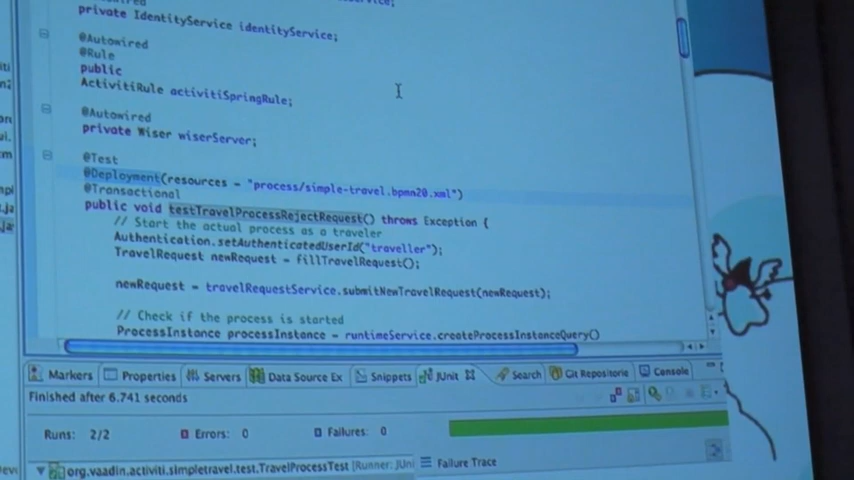 private IdentityService identityService;
@Autowired
@Rule
public
ActivitiRule activitiSpringRule;
@Autowired
private Wiser wiserServer;
@Test
@Deployment(resources = "process/simple-travel.bpmn20.xml")
@Transactional
public void testTravelProcessRejectRequest() throws Exception {
// Start the actual process as a traveler
Authentication.setAuthenticatedUserId("traveller");
TravelRequest newRequest = fillTravelRequest();
newRequest = travelRequestService.submitNewTravelRequest(newRequest);
// Check if the process is started
ProcessInstance processInstance = runtimeService.createProcessInstanceQuery()
Markers Properties Servers Data Source Ex Snippets JUnit Search Git Repositorie Console
Finished after 6.741 seconds
Runs: 2/2 Errors: 0 Failures: 0
org.vaadin.activiti.simpletravel.test.TravelProcessTest [Runner: JUni Failure Trace